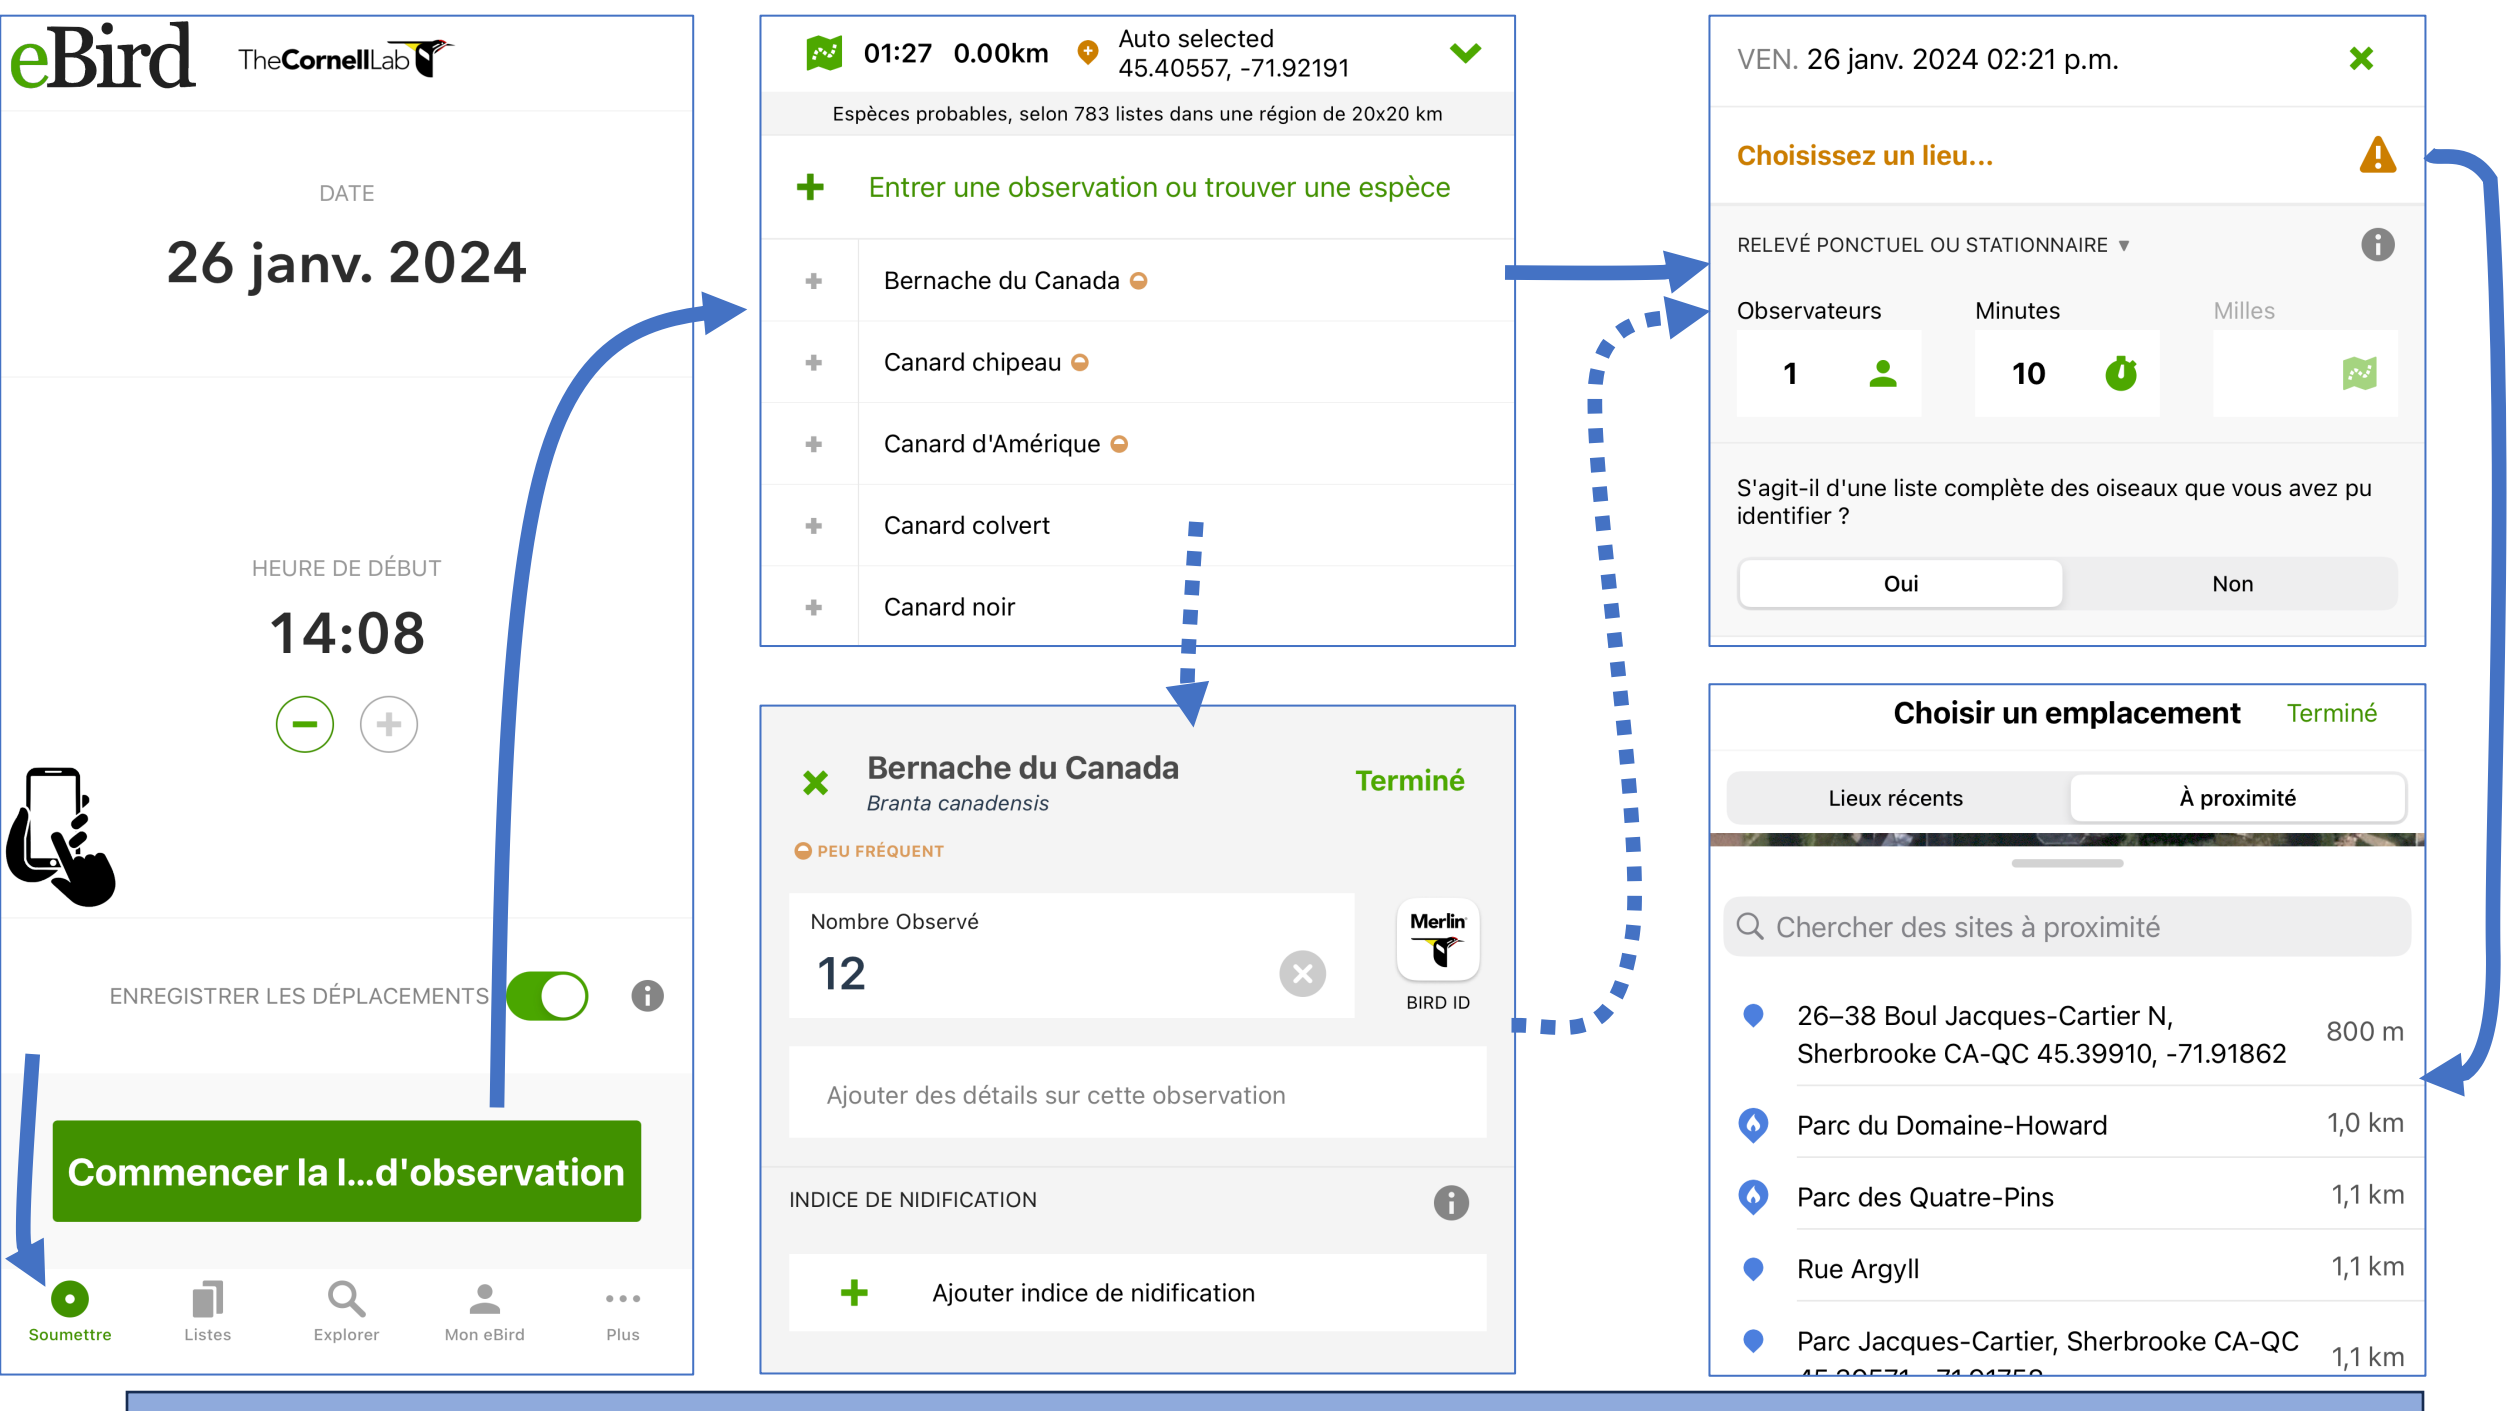 eBird
TheCornellLab
DATE
26 janv. 2024
HEURE DE DÉBUT
14:08
ENREGISTRER LES DÉPLACEMENTS
Commencer la l...d'observation
Soumettre
Listes
Explorer
Mon eBird
Plus
01:27 0.00km
Auto selected
45.40557, -71.92191
Espèces probables, selon 783 listes dans une région de 20x20 km
Entrer une observation ou trouver une espèce
Bernache du Canada
Canard chipeau
Canard d'Amérique
Canard colvert
Canard noir
Bernache du Canada
Branta canadensis
Terminé
PEU FRÉQUENT
Nombre Observé
12
Merlin
BIRD ID
Ajouter des détails sur cette observation
INDICE DE NIDIFICATION
Ajouter indice de nidification
VEN. 26 janv. 2024 02:21 p.m.
Choisissez un lieu...
RELEVÉ PONCTUEL OU STATIONNAIRE
Observateurs Minutes Milles
1 10
S'agit-il d'une liste complète des oiseaux que vous avez pu
identifier ?
Oui Non
Choisir un emplacement Terminé
Lieux récents À proximité
Chercher des sites à proximité
26–38 Boul Jacques-Cartier N,
Sherbrooke CA-QC 45.39910, -71.91862
800 m
Parc du Domaine-Howard 1,0 km
Parc des Quatre-Pins 1,1 km
Rue Argyll 1,1 km
Parc Jacques-Cartier, Sherbrooke CA-QC
1,1 km